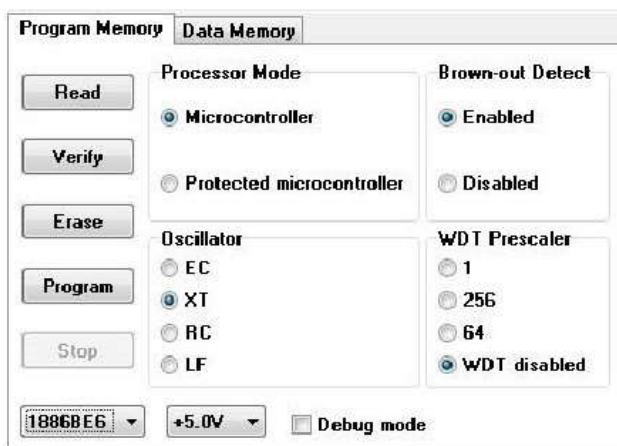 Program Memory
Data Memory
Read
Verify
Erase
Program
Stop
Processor Mode
Microcontroller
Protected microcontroller
Brown-out Detect
Enabled
Disabled
Oscillator
EC
XT
RC
LF
WDT Prescaler
1
256
64
WDT disabled
1886BE6
+5.0V
Debug mode